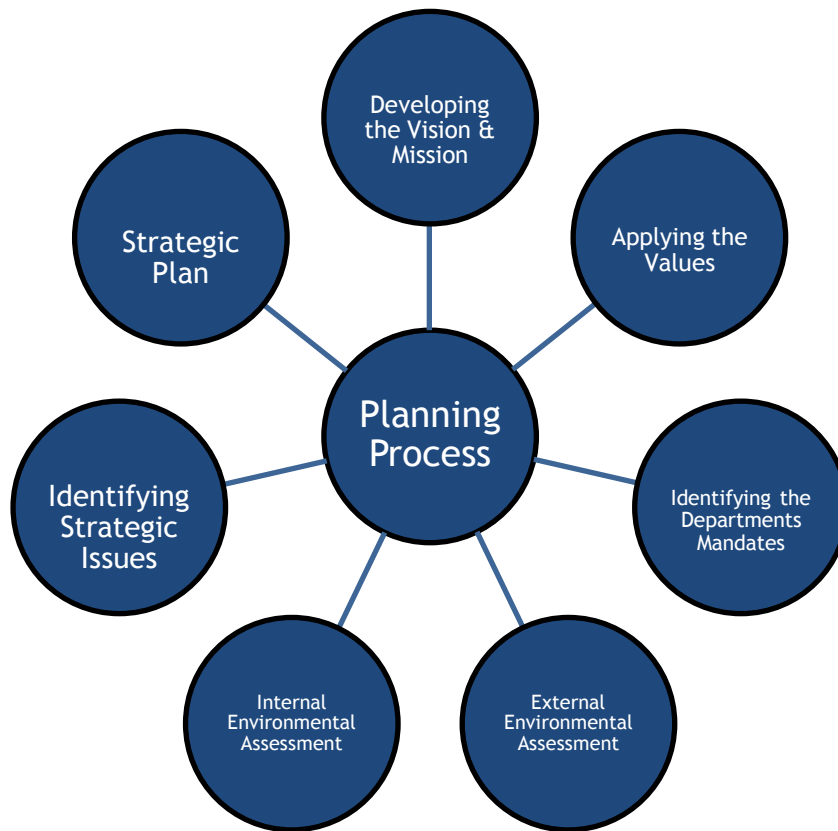 Developing
the Vision &
Mission
Applying the
Values
Identifying the
Departments
Mandates
External
Environmental
Assessment
Internal
Environmental
Assessment
Identifying
Strategic
Issues
Strategic
Plan
Planning
Process